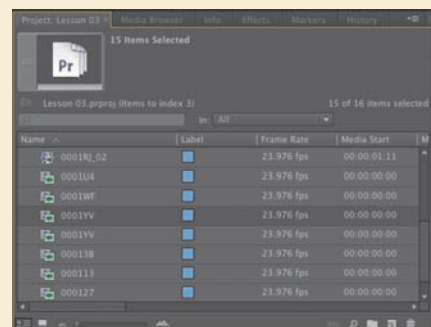 Project: Lesson 03 × Media Browser Info Effects Markers History
15 Items Selected
Pr
Lesson 03.prproj (Items to index 3) 15 of 16 items selected
In: All
Name Label Frame Rate Media Start M
0001RJ_02 23.976 fps 00:00:01:11
0001U4 23.976 fps 00:00:00:00
0001WF 23.976 fps 00:00:00:00
0001YV 23.976 fps 00:00:00:00
0001YV 23.976 fps 00:00:00:00
00013B 23.976 fps 00:00:00:00
000113 23.976 fps 00:00:00:00
000127 23.976 fps 00:00:00:00